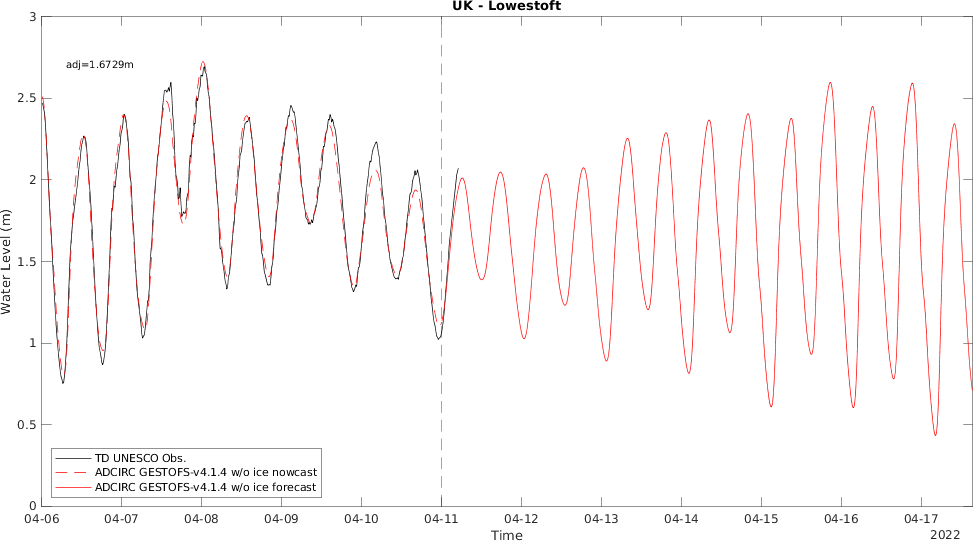 UK - Lowestoft
adj=1.6729m
Water Level (m)
3
2.5
2
1.5
1
0.5
0
TD UNESCO Obs.
ADCIRC GESTOFS-v4.1.4 w/o ice nowcast
ADCIRC GESTOFS-v4.1.4 w/o ice forecast
04-06 04-07 04-08 04-09 04-10 04-11 04-12 04-13 04-14 04-15 04-16 04-17
Time
2022